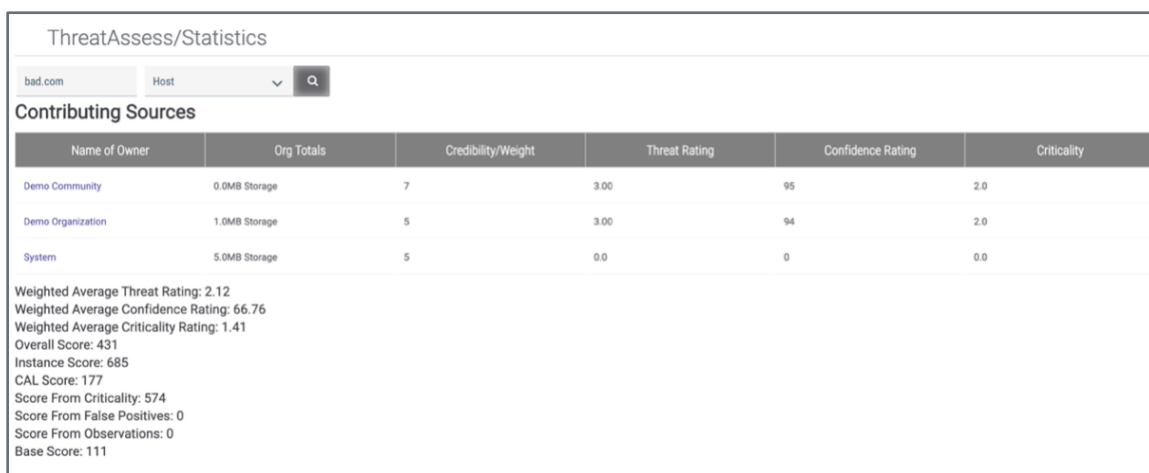 ThreatAssess/Statistics
bad.com Host
Contributing Sources
Name of Owner Org Totals Credibility/Weight Threat Rating Confidence Rating Criticality
Demo Community 0.0MB Storage 7 3.00 95 2.0
Demo Organization 1.0MB Storage 5 3.00 94 2.0
System 5.0MB Storage 5 0.0 0 0.0
Weighted Average Threat Rating: 2.12
Weighted Average Confidence Rating: 66.76
Weighted Average Criticality Rating: 1.41
Overall Score: 431
Instance Score: 685
CAL Score: 177
Score From Criticality: 574
Score From False Positives: 0
Score From Observations: 0
Base Score: 111